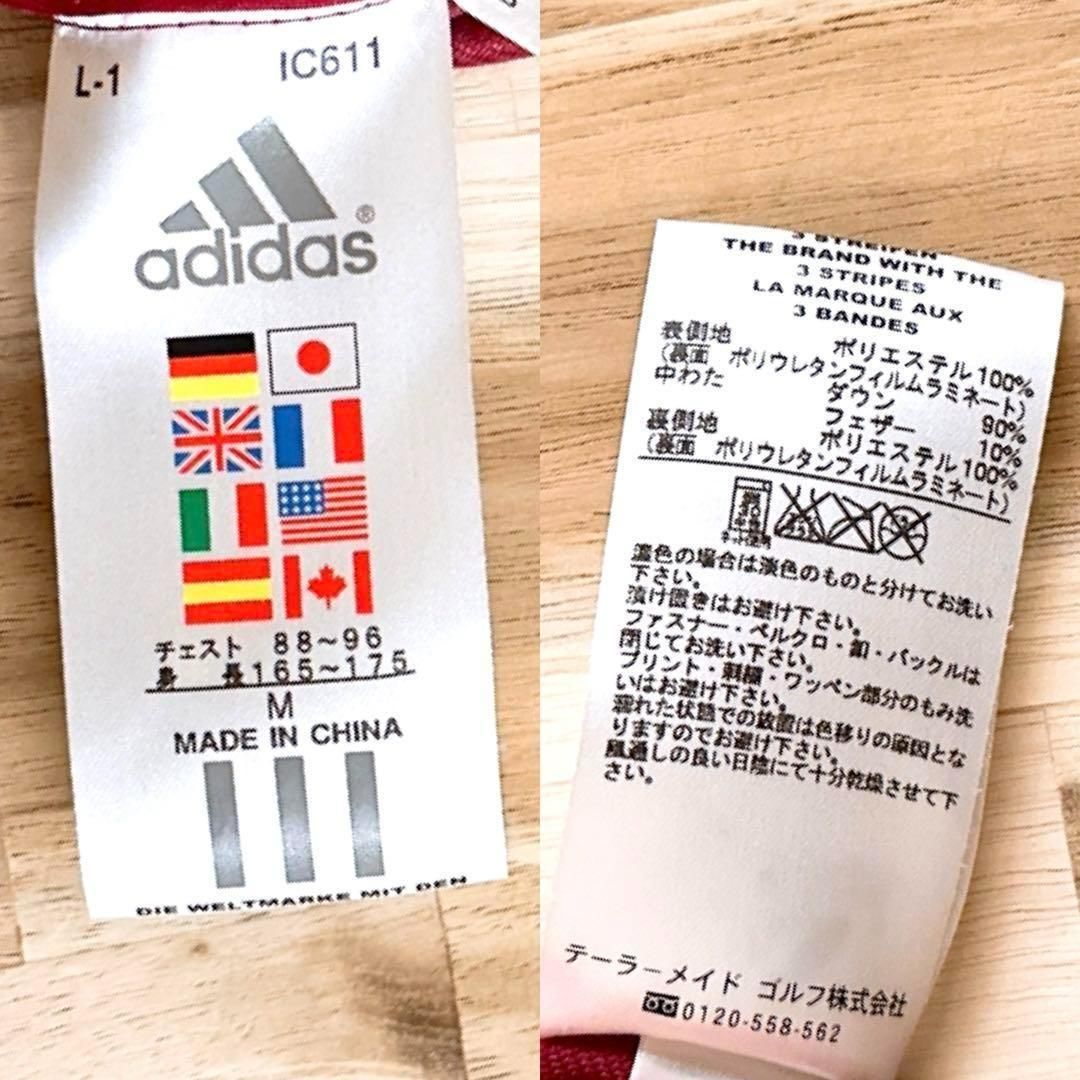 L-1 IC611
adidas®
チェスト 88～96
身 長165～175
M
MADE IN CHINA
DIE WELTMARKE MIT DEN
3 STREIFEN
THE BRAND WITH THE
3 STRIPES
LA MARQUE AUX
3 BANDES
表側地 ポリエステル100%
(裏面 ポリウレタンフィルムラミネート)
中わた ダウン 90%
フェザー 10%
裏側地 ポリエステル100%
(裏面 ポリウレタンフィルムラミネート)
濃色の場合は淡色のものと分けてお洗い
下さい。
漬け置きはお避け下さい。
ファスナー・ベルクロ・釦・バックルは
閉じてお洗い下さい。
プリント・刺繍・ワッペン部分のもみ洗
いはお避け下さい。
濡れた状態での放置は色移りの原因とな
りますのでお避け下さい。
風通しの良い日陰にて十分乾燥させて下
さい。
テーラーメイド ゴルフ株式会社
0120-558-562